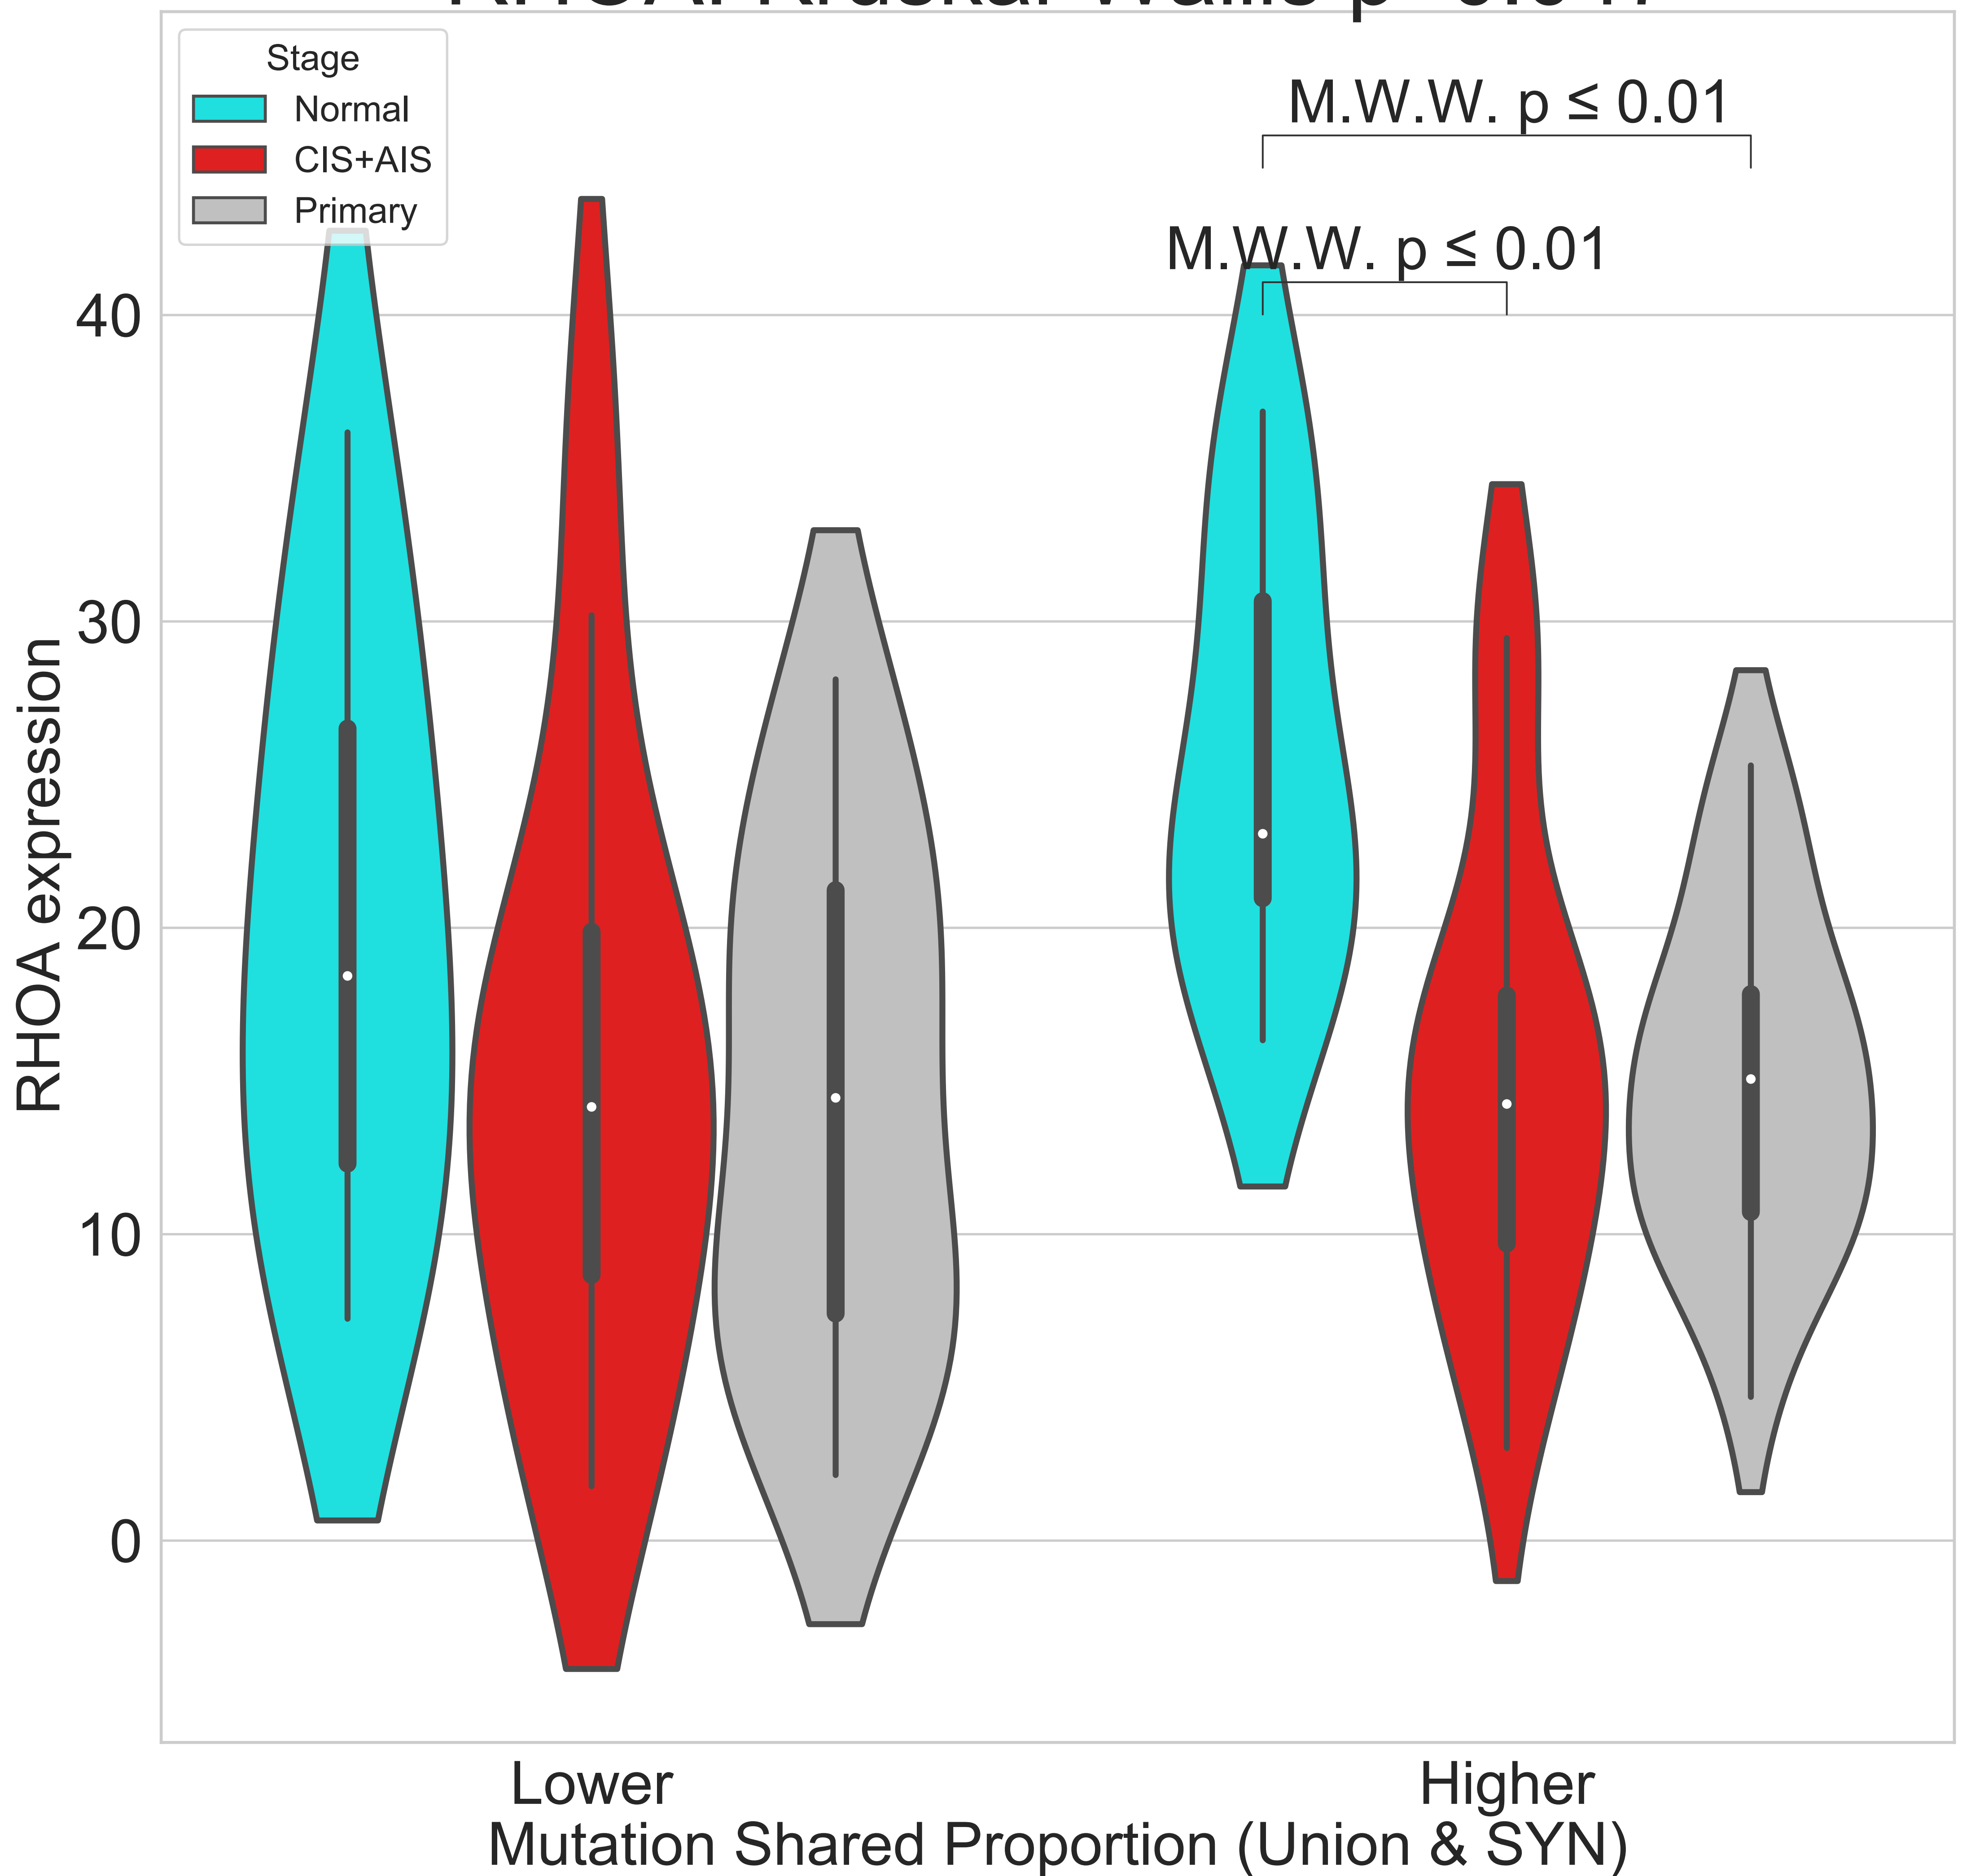 Stage
Normal
CIS+AIS
Primary
M.W.W. p ≤ 0.01
M.W.W. p ≤ 0.01
40
30
20
10
0
RHOA expression
Lower
Higher
Mutation Shared Proportion (Union & SYN)